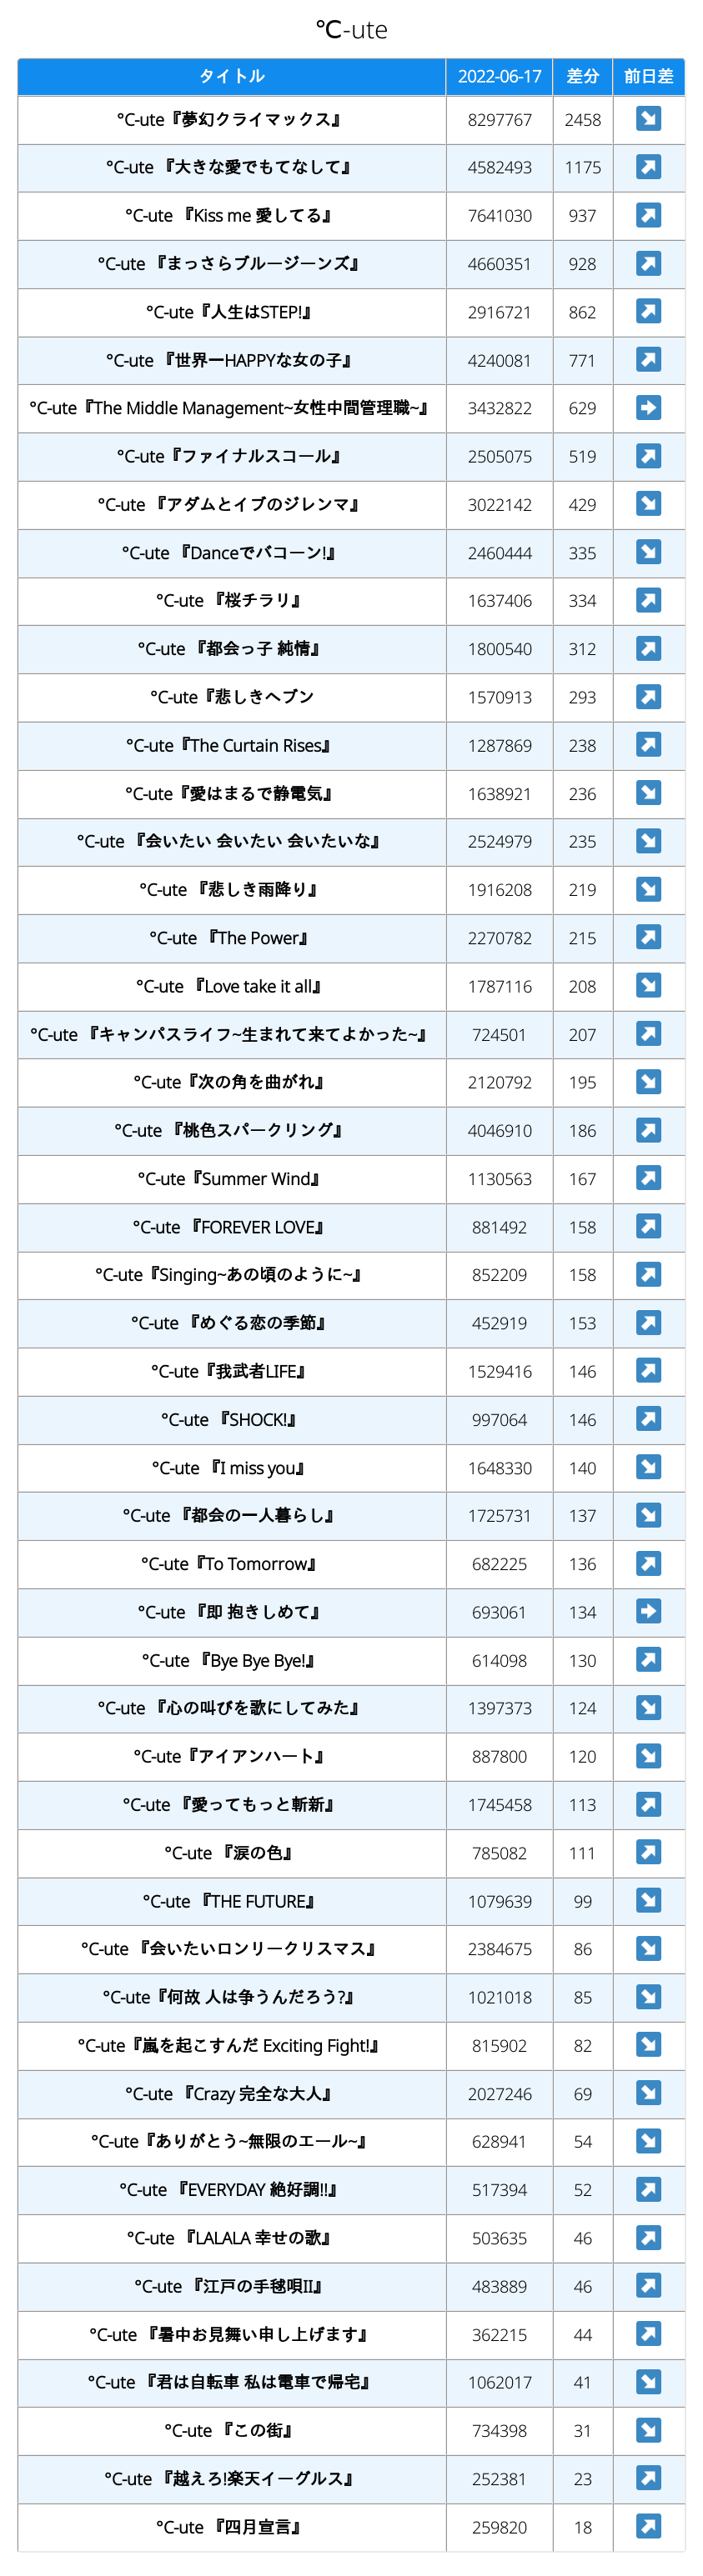 ℃-ute
タイトル 2022-06-17 差分 前日差
°C-ute『夢幻クライマックス』 8297767 2458 ↘
°C-ute 『大きな愛でもてなして』 4582493 1175 ↗
°C-ute 『Kiss me 愛してる』 7641030 937 ↗
°C-ute 『まっさらブルージーンズ』 4660351 928 ↗
°C-ute『人生はSTEP!』 2916721 862 ↗
°C-ute 『世界一HAPPYな女の子』 4240081 771 ↗
°C-ute『The Middle Management~女性中間管理職~』 3432822 629 ➡
°C-ute『ファイナルスコール』 2505075 519 ↗
°C-ute 『アダムとイブのジレンマ』 3022142 429 ↘
°C-ute 『Danceでバコーン!』 2460444 335 ↘
°C-ute 『桜チラリ』 1637406 334 ↗
°C-ute 『都会っ子 純情』 1800540 312 ↗
°C-ute『悲しきヘブン 1570913 293 ↗
°C-ute『The Curtain Rises』 1287869 238 ↗
°C-ute『愛はまるで静電気』 1638921 236 ↘
°C-ute 『会いたい 会いたい 会いたいな』 2524979 235 ↘
°C-ute 『悲しき雨降り』 1916208 219 ↘
°C-ute 『The Power』 2270782 215 ↗
°C-ute 『Love take it all』 1787116 208 ↘
°C-ute 『キャンパスライフ~生まれて来てよかった~』 724501 207 ↗
°C-ute『次の角を曲がれ』 2120792 195 ↘
°C-ute 『桃色スパークリング』 4046910 186 ↗
°C-ute『Summer Wind』 1130563 167 ↗
°C-ute 『FOREVER LOVE』 881492 158 ↗
°C-ute『Singing~あの頃のように~』 852209 158 ↗
°C-ute 『めぐる恋の季節』 452919 153 ↗
°C-ute『我武者LIFE』 1529416 146 ↗
°C-ute 『SHOCK!』 997064 146 ↗
°C-ute 『I miss you』 1648330 140 ↘
°C-ute 『都会の一人暮らし』 1725731 137 ↘
°C-ute『To Tomorrow』 682225 136 ↗
°C-ute 『即 抱きしめて』 693061 134 ➡
°C-ute 『Bye Bye Bye!』 614098 130 ↗
°C-ute 『心の叫びを歌にしてみた』 1397373 124 ↘
°C-ute『アイアンハート』 887800 120 ↘
°C-ute 『愛ってもっと斬新』 1745458 113 ↗
°C-ute 『涙の色』 785082 111 ↗
°C-ute 『THE FUTURE』 1079639 99 ↘
°C-ute 『会いたいロンリークリスマス』 2384675 86 ↘
°C-ute『何故 人は争うんだろう?』 1021018 85 ↘
°C-ute『嵐を起こすんだ Exciting Fight!』 815902 82 ↘
°C-ute 『Crazy 完全な大人』 2027246 69 ↘
°C-ute『ありがとう~無限のエール~』 628941 54 ↘
°C-ute 『EVERYDAY 絶好調!!』 517394 52 ↗
°C-ute 『LALALA 幸せの歌』 503635 46 ↗
°C-ute 『江戸の手毬唄II』 483889 46 ↗
°C-ute 『暑中お見舞い申し上げます』 362215 44 ↗
°C-ute 『君は自転車 私は電車で帰宅』 1062017 41 ↘
°C-ute 『この街』 734398 31 ↘
°C-ute 『越えろ!楽天イーグルス』 252381 23 ↗
°C-ute 『四月宣言』 259820 18 ↗